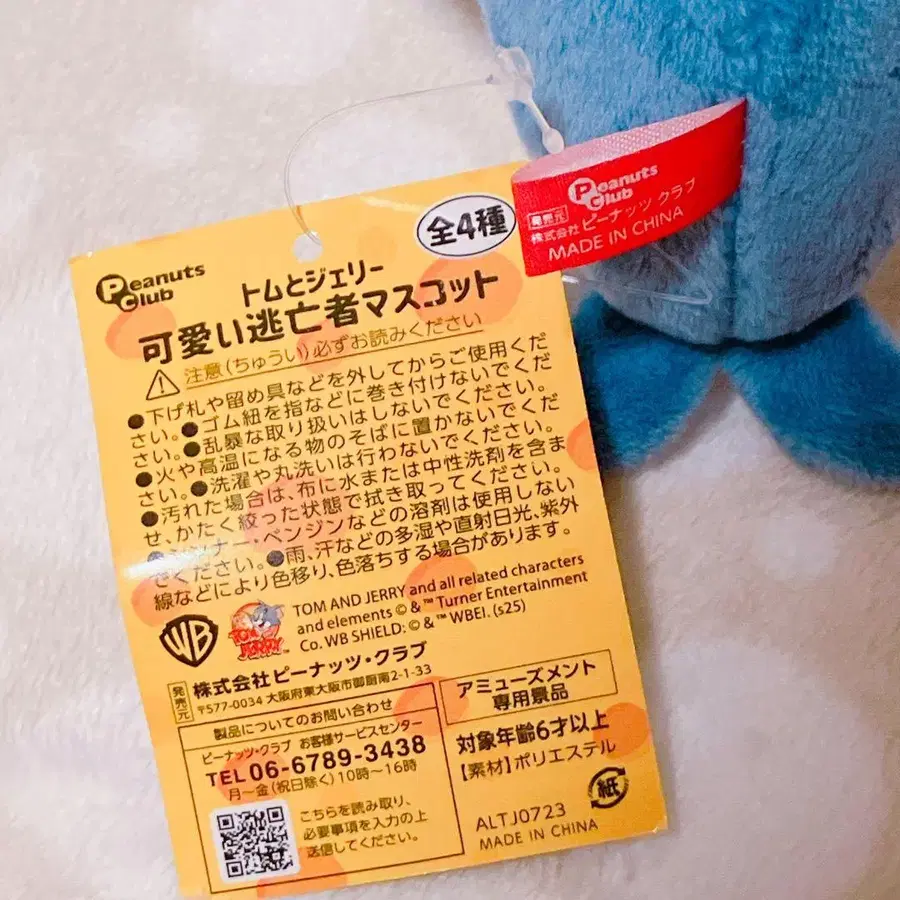 Peanuts Club
発売元
株式会社 ピーナッツ クラブ
MADE IN CHINA
Peanuts Club
全4種
トムとジェリー
可愛い逃亡者マスコット
注意(ちゅうい)必ずお読みください
●下げ札や留め具などを外してからご使用くだ
さい。●ゴム紐を指などに巻き付けないでくだ
さい。●乱暴な取り扱いはしないでください。
●火や高温になる物のそばに置かないでくだ
さい。●洗濯や丸洗いは行わないでください。
●汚れた場合は、布に水または中性洗剤を含ま
せ、かたく絞った状態で拭き取ってください。
●シンナー・ベンジンなどの溶剤は使用しない
でください。●雨、汗などの多湿や直射日光、紫外
線などにより色移り、色落ちする場合があります。
WB
TOM AND JERRY
TOM AND JERRY and all related characters
and elements © & ™ Turner Entertainment
Co. WB SHIELD: © & ™ WBEI. (s25)
発売元
株式会社ピーナッツ・クラブ
〒577-0034 大阪府東大阪市御厨南2-1-33
製品についてのお問い合わせ
ピーナッツ・クラブ お客様サービスセンター
TEL 06-6789-3438
月～金(祝日除く)10時～16時
こちらを読み取り、
必要事項を入力の上
送信してください。
アミューズメント
専用景品
対象年齢6才以上
【素材】ポリエステル
紙
ALTJ0723
MADE IN CHINA